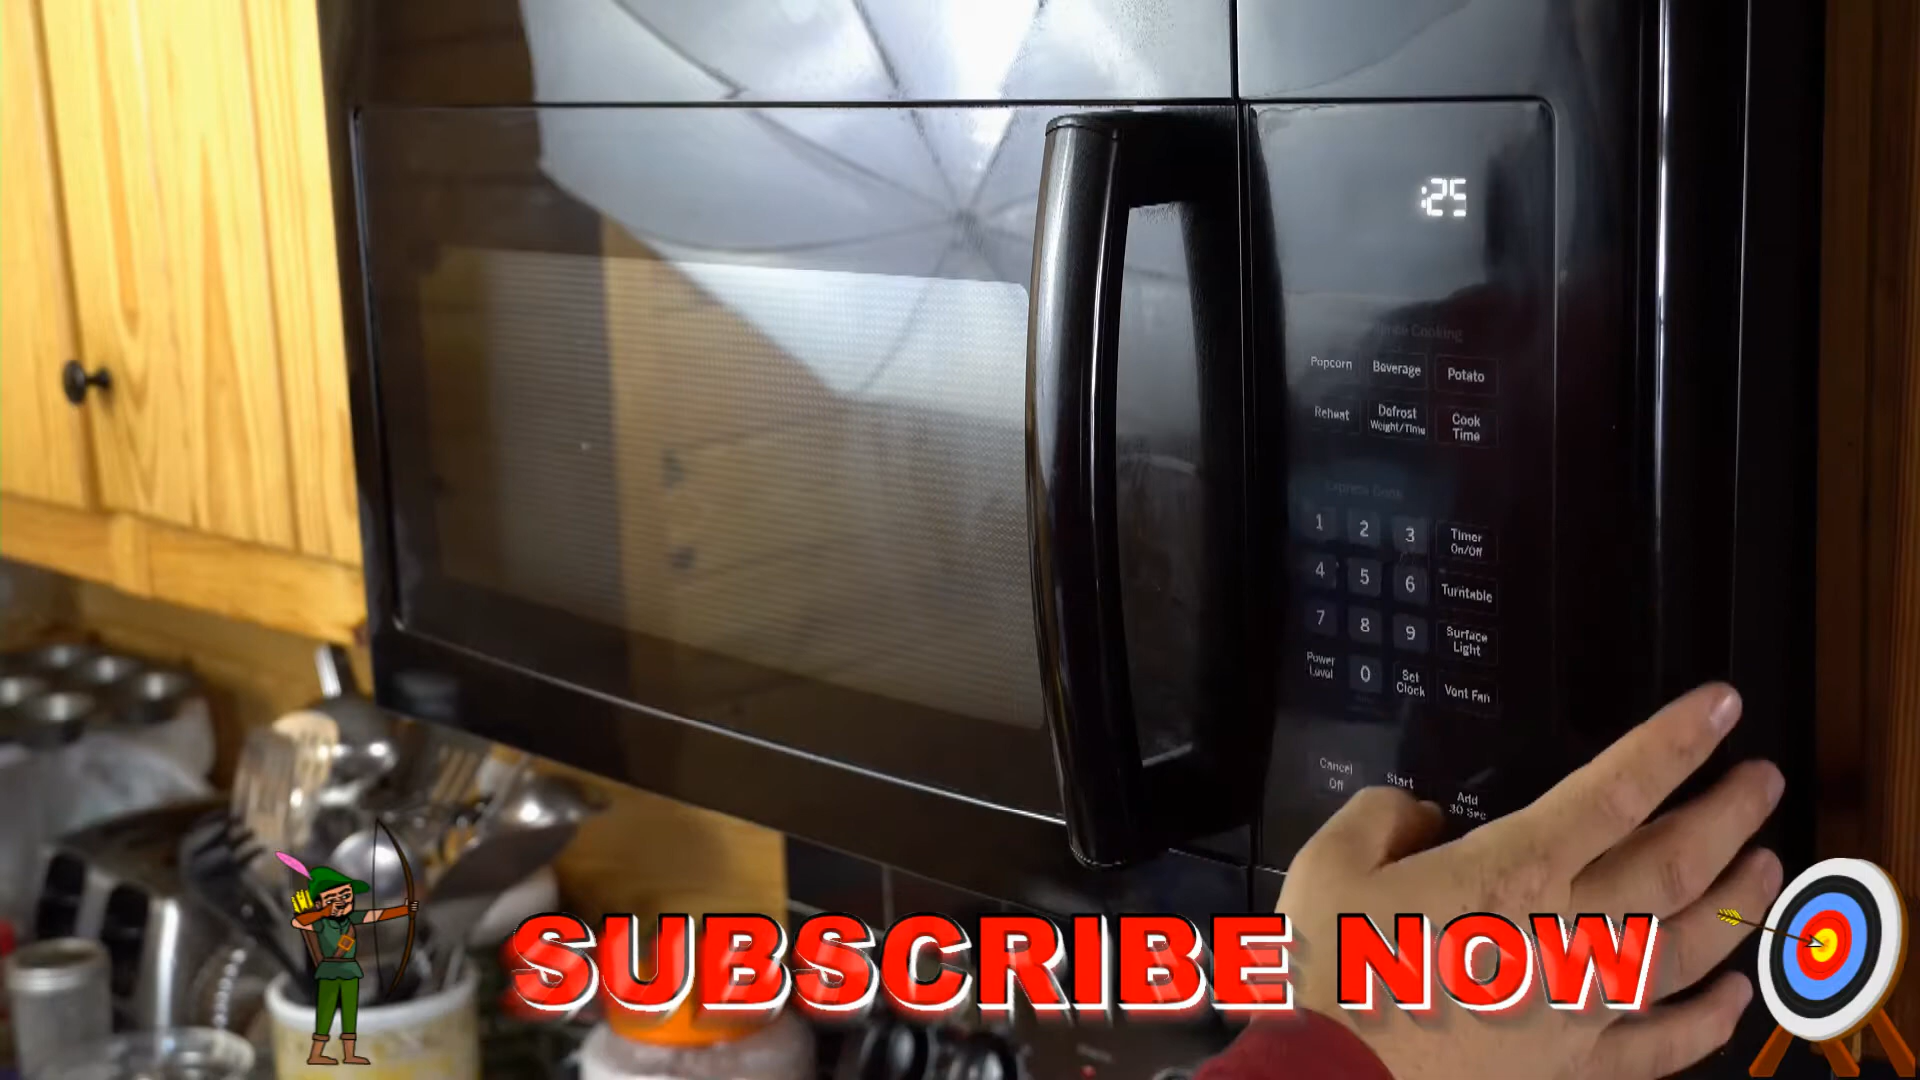 :25
Popcorn Beverage Potato
Reheat Defrost Weight/Time Cook Time
Express Cook
1 2 3 Timer On/Off
4 5 6 Turntable
7 8 9 Surface Light
Power Level 0 Set Clock Vent Fan
Cancel Off Start Add 30 Sec
SUBSCRIBE NOW